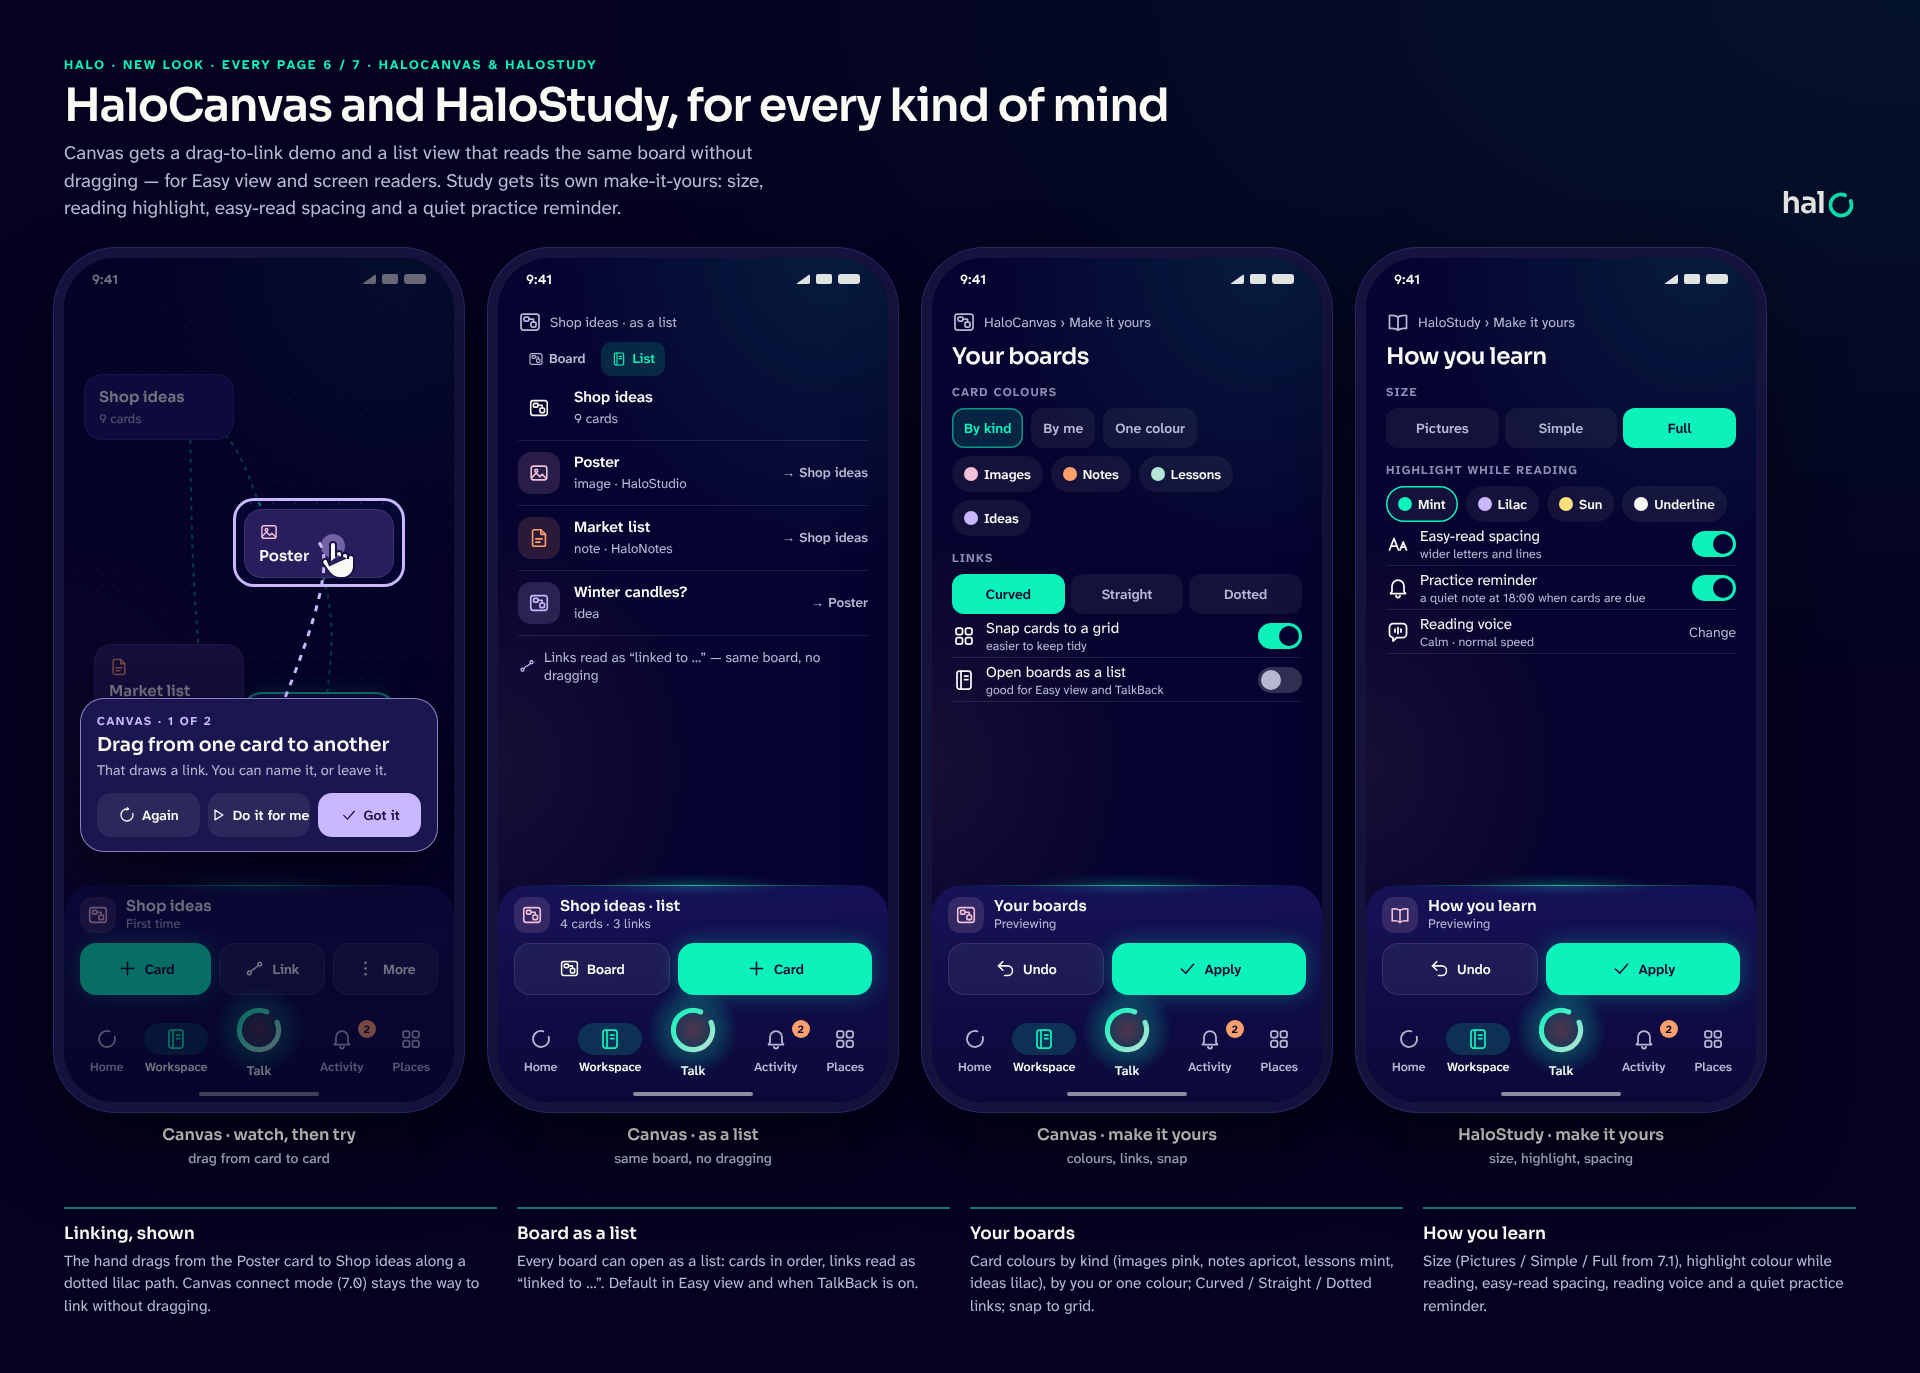 HALO · NEW LOOK · EVERY PAGE 6 / 7 · HALOCANVAS & HALOSTUDY
HaloCanvas and HaloStudy, for every kind of mind
Canvas gets a drag-to-link demo and a list view that reads the same board without
dragging — for Easy view and screen readers. Study gets its own make-it-yours: size,
reading highlight, easy-read spacing and a quiet practice reminder.
halo
9:41
Shop ideas
9 cards
Poster
Market list
CANVAS · 1 OF 2
Drag from one card to another
That draws a link. You can name it, or leave it.
Again
Do it for me
Got it
Shop ideas
First time
Card
Link
More
Home
Workspace
Talk
Activity
2
Places
Canvas · watch, then try
drag from card to card
9:41
Shop ideas · as a list
Board
List
Shop ideas
9 cards
Poster
image · HaloStudio
→ Shop ideas
Market list
note · HaloNotes
→ Shop ideas
Winter candles?
idea
→ Poster
Links read as “linked to ...” — same board, no
dragging
Shop ideas · list
4 cards · 3 links
Board
Card
Home
Workspace
Talk
Activity
2
Places
Canvas · as a list
same board, no dragging
9:41
HaloCanvas › Make it yours
Your boards
CARD COLOURS
By kind
By me
One colour
Images
Notes
Lessons
Ideas
LINKS
Curved
Straight
Dotted
Snap cards to a grid
easier to keep tidy
Open boards as a list
good for Easy view and TalkBack
Your boards
Previewing
Undo
Apply
Home
Workspace
Talk
Activity
2
Places
Canvas · make it yours
colours, links, snap
9:41
HaloStudy › Make it yours
How you learn
SIZE
Pictures
Simple
Full
HIGHLIGHT WHILE READING
Mint
Lilac
Sun
Underline
Easy-read spacing
wider letters and lines
Practice reminder
a quiet note at 18:00 when cards are due
Reading voice
Calm · normal speed
Change
How you learn
Previewing
Undo
Apply
Home
Workspace
Talk
Activity
2
Places
HaloStudy · make it yours
size, highlight, spacing
Linking, shown
The hand drags from the Poster card to Shop ideas along a
dotted lilac path. Canvas connect mode (7.0) stays the way to
link without dragging.
Board as a list
Every board can open as a list: cards in order, links read as
“linked to ...”. Default in Easy view and when TalkBack is on.
Your boards
Card colours by kind (images pink, notes apricot, lessons mint,
ideas lilac), by you or one colour; Curved / Straight / Dotted
links; snap to grid.
How you learn
Size (Pictures / Simple / Full from 7.1), highlight colour while
reading, easy-read spacing, reading voice and a quiet practice
reminder.